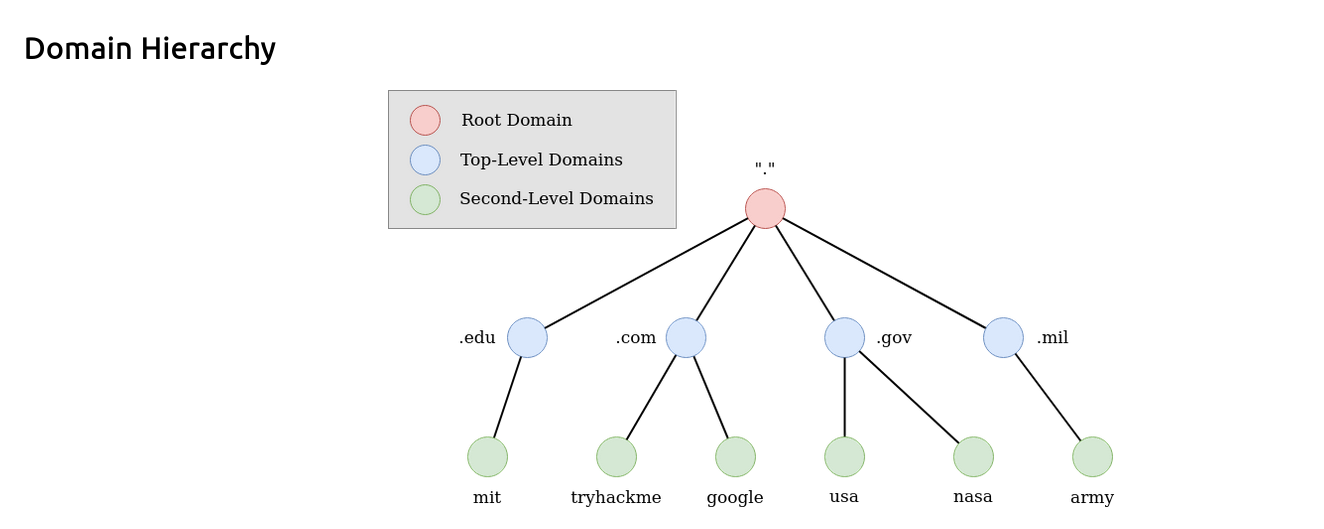 Domain Hierarchy
Root Domain
Top-Level Domains
Second-Level Domains
"."
.edu
.com
.gov
.mil
mit
tryhackme
google
usa
nasa
army